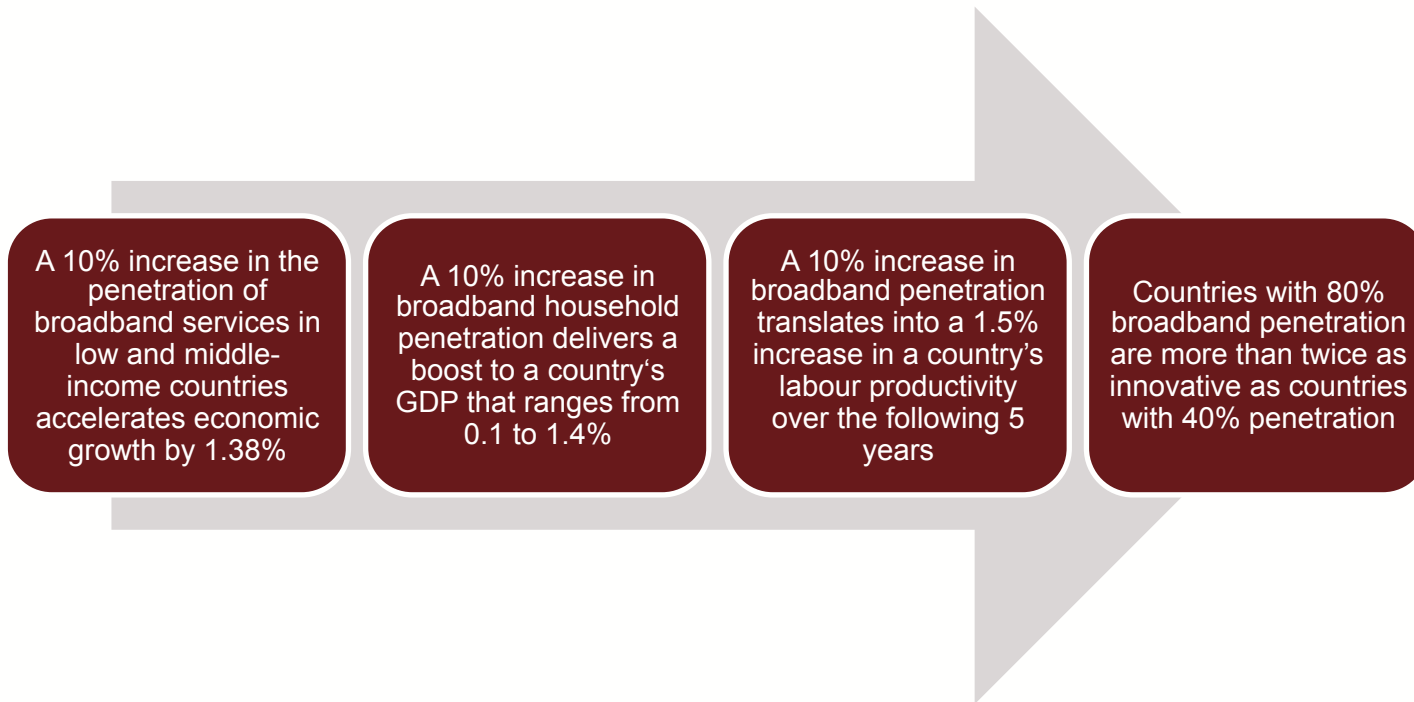 A 10% increase in the
penetration of
broadband services in
low and middle-
income countries
accelerates economic
growth by 1.38%
A 10% increase in
broadband household
penetration delivers a
boost to a country‘s
GDP that ranges from
0.1 to 1.4%
A 10% increase in
broadband penetration
translates into a 1.5%
increase in a country’s
labour productivity
over the following 5
years
Countries with 80%
broadband penetration
are more than twice as
innovative as countries
with 40% penetration